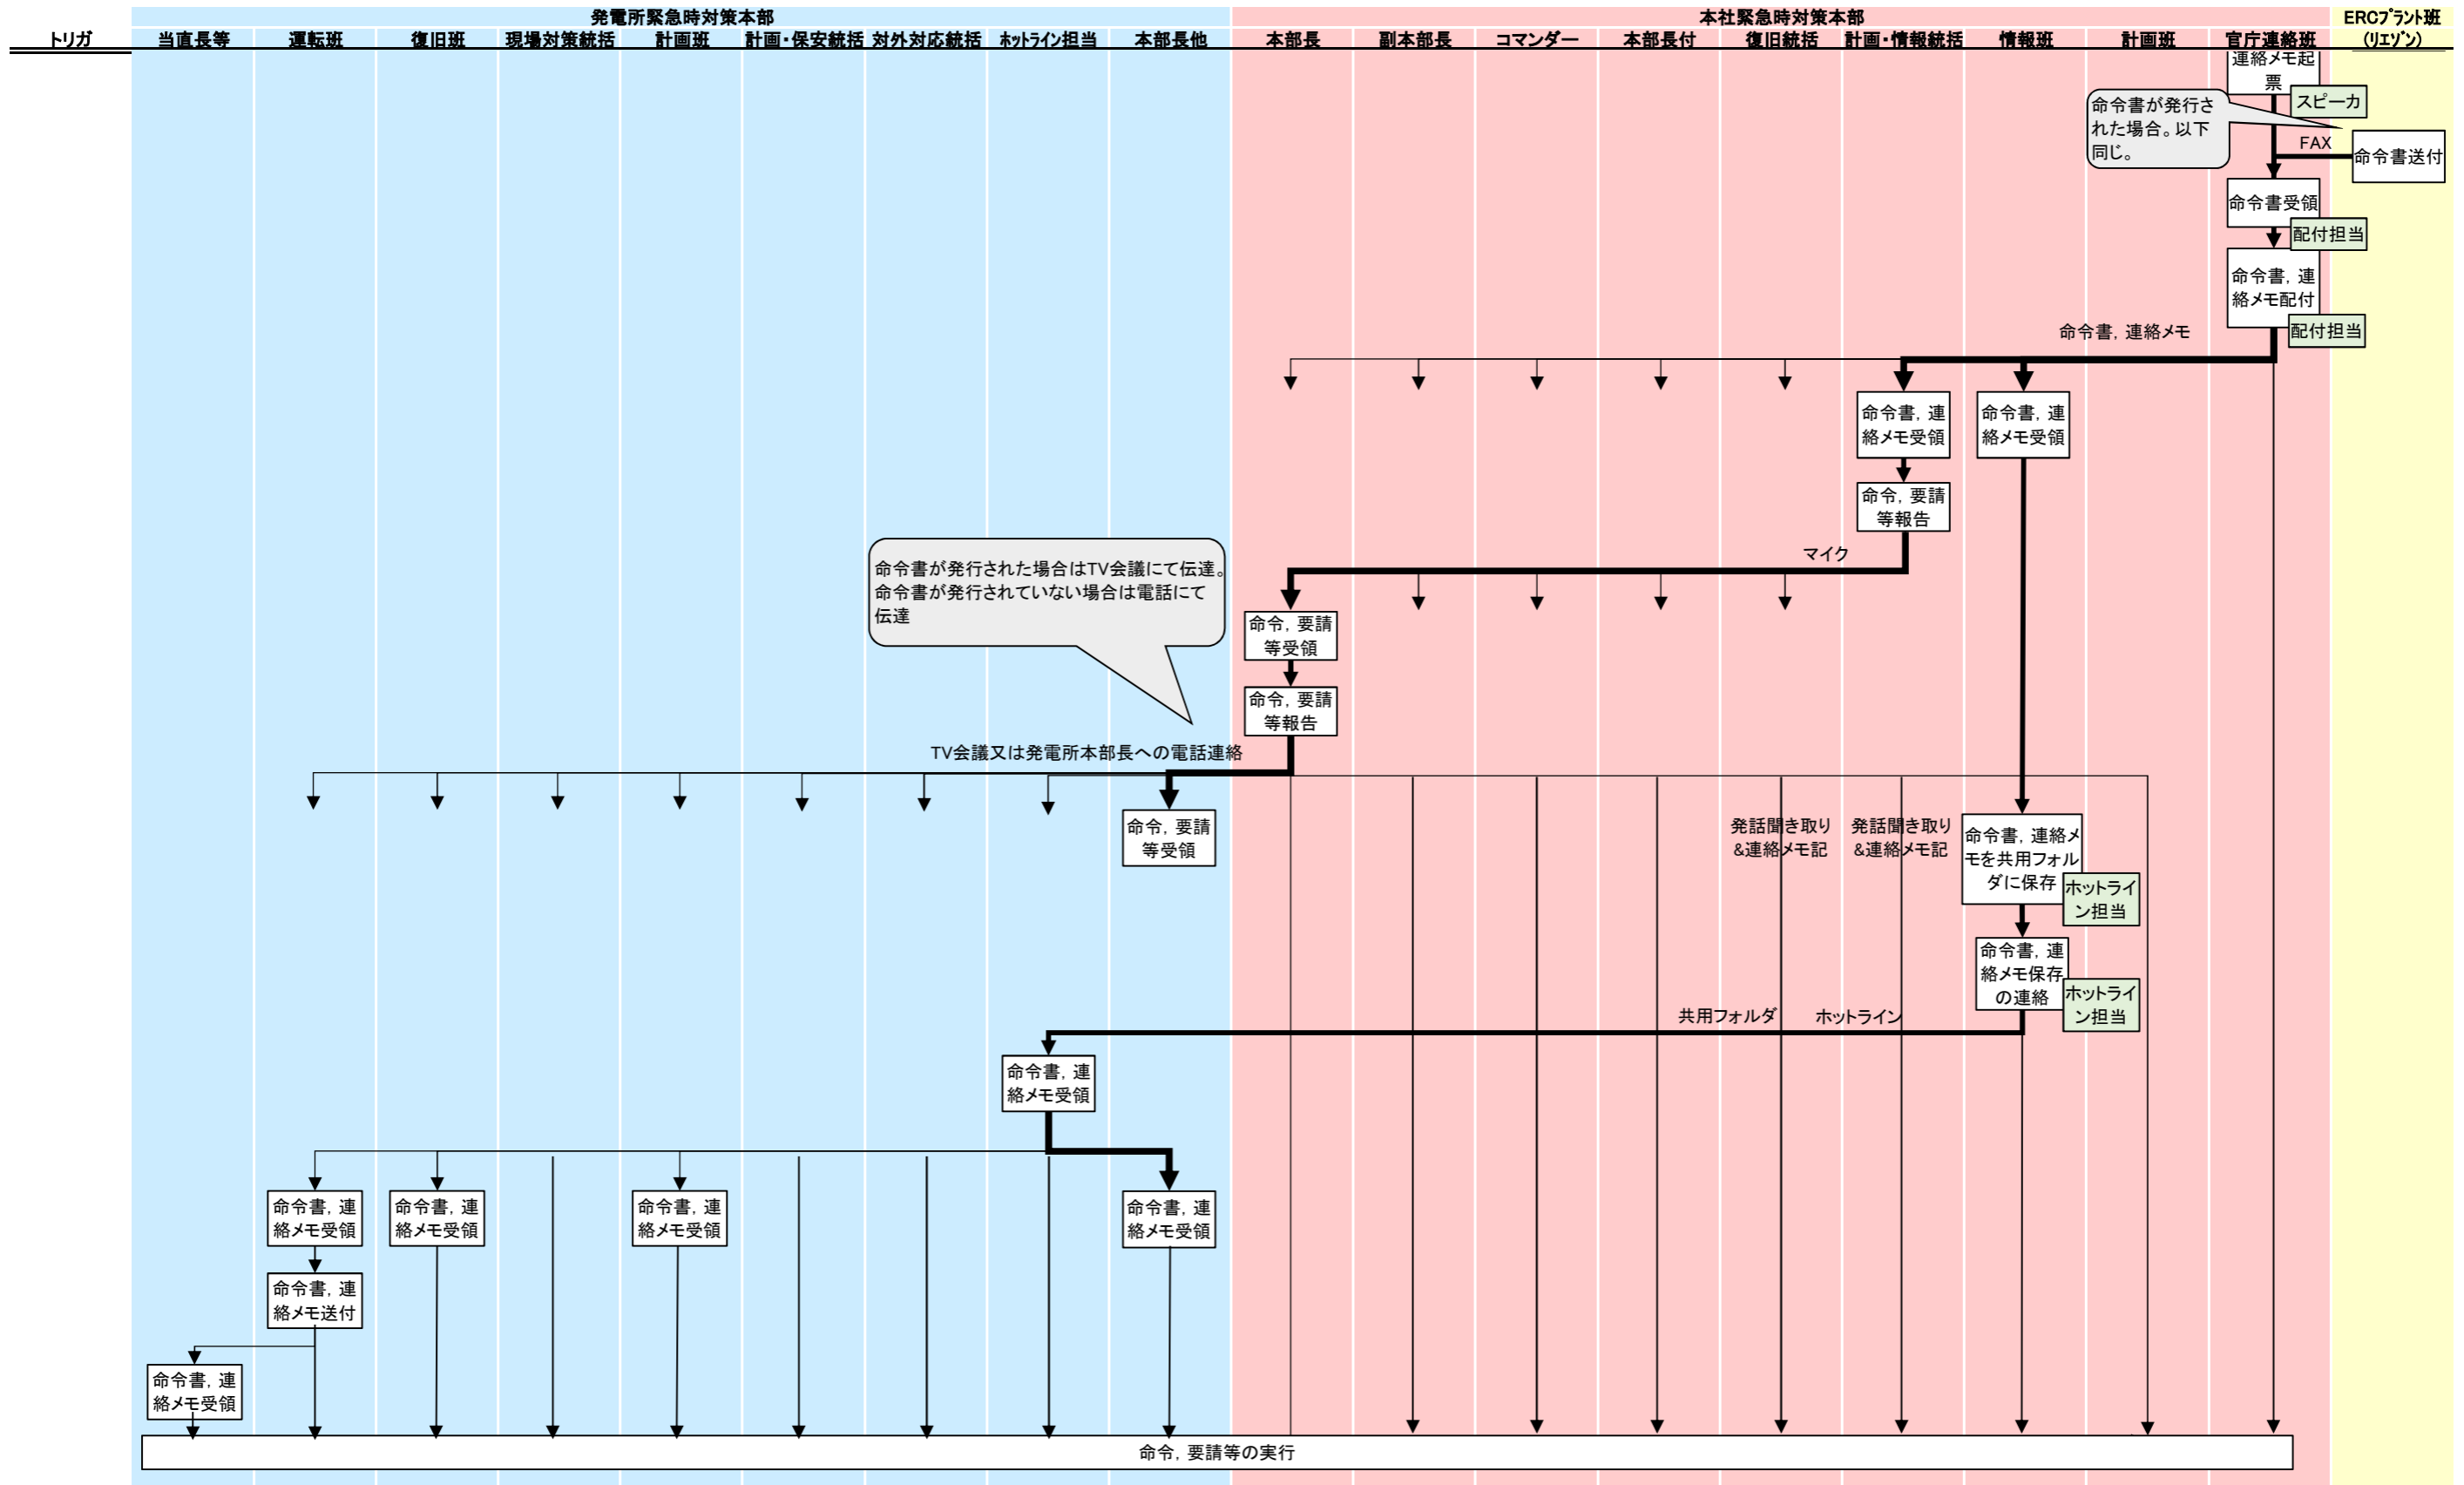 発電所緊急時対策本部
本社緊急時対策本部
ERCﾌﾟﾗﾝﾄ班
(ﾘｴｿﾞﾝ)
トリガ
当直長等
運転班
復旧班
現場対策統括
計画班
計画・保安統括
対外対応統括
ﾎｯﾄﾗｲﾝ担当
本部長他
本部長
副本部長
コマンダー
本部長付
復旧統括
計画・情報統括
情報班
計画班
官庁連絡班
連絡メモ起
票
スピーカ
命令書が発行さ
れた場合。以下
同じ。
FAX
命令書送付
命令書受領
配付担当
命令書, 連
絡メモ配付
配付担当
命令書, 連絡メモ
命令書, 連
絡メモ受領
命令書, 連
絡メモ受領
命令, 要請
等報告
マイク
命令書が発行された場合はTV会議にて伝達。
命令書が発行されていない場合は電話にて
伝達
命令, 要請
等受領
命令, 要請
等報告
TV会議又は発電所本部長への電話連絡
命令, 要請
等受領
発話聞き取り
&連絡メモ記
発話聞き取り
&連絡メモ記
命令書, 連絡メ
モを共用フォル
ダに保存
ホットライ
ン担当
命令書, 連
絡メモ保存
の連絡
ホットライ
ン担当
共用フォルダ
ホットライン
命令書, 連
絡メモ受領
命令書, 連
絡メモ受領
命令書, 連
絡メモ受領
命令書, 連
絡メモ受領
命令書, 連
絡メモ受領
命令書, 連
絡メモ送付
命令書, 連
絡メモ受領
命令, 要請等の実行